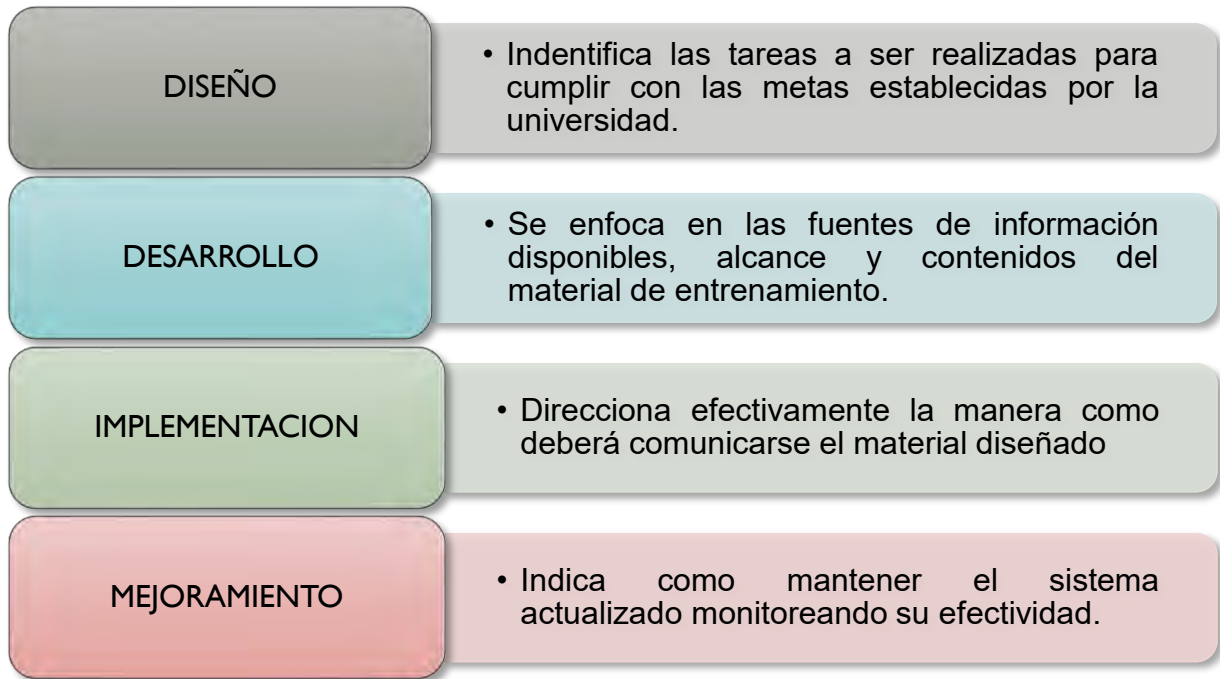 DISEÑO
• Indentifica las tareas a ser realizadas para
cumplir con las metas establecidas por la
universidad.
DESARROLLO
• Se enfoca en las fuentes de información
disponibles, alcance y contenidos del
material de entrenamiento.
IMPLEMENTACION
• Direcciona efectivamente la manera como
deberá comunicarse el material diseñado
MEJORAMIENTO
• Indica como mantener el sistema
actualizado monitoreando su efectividad.